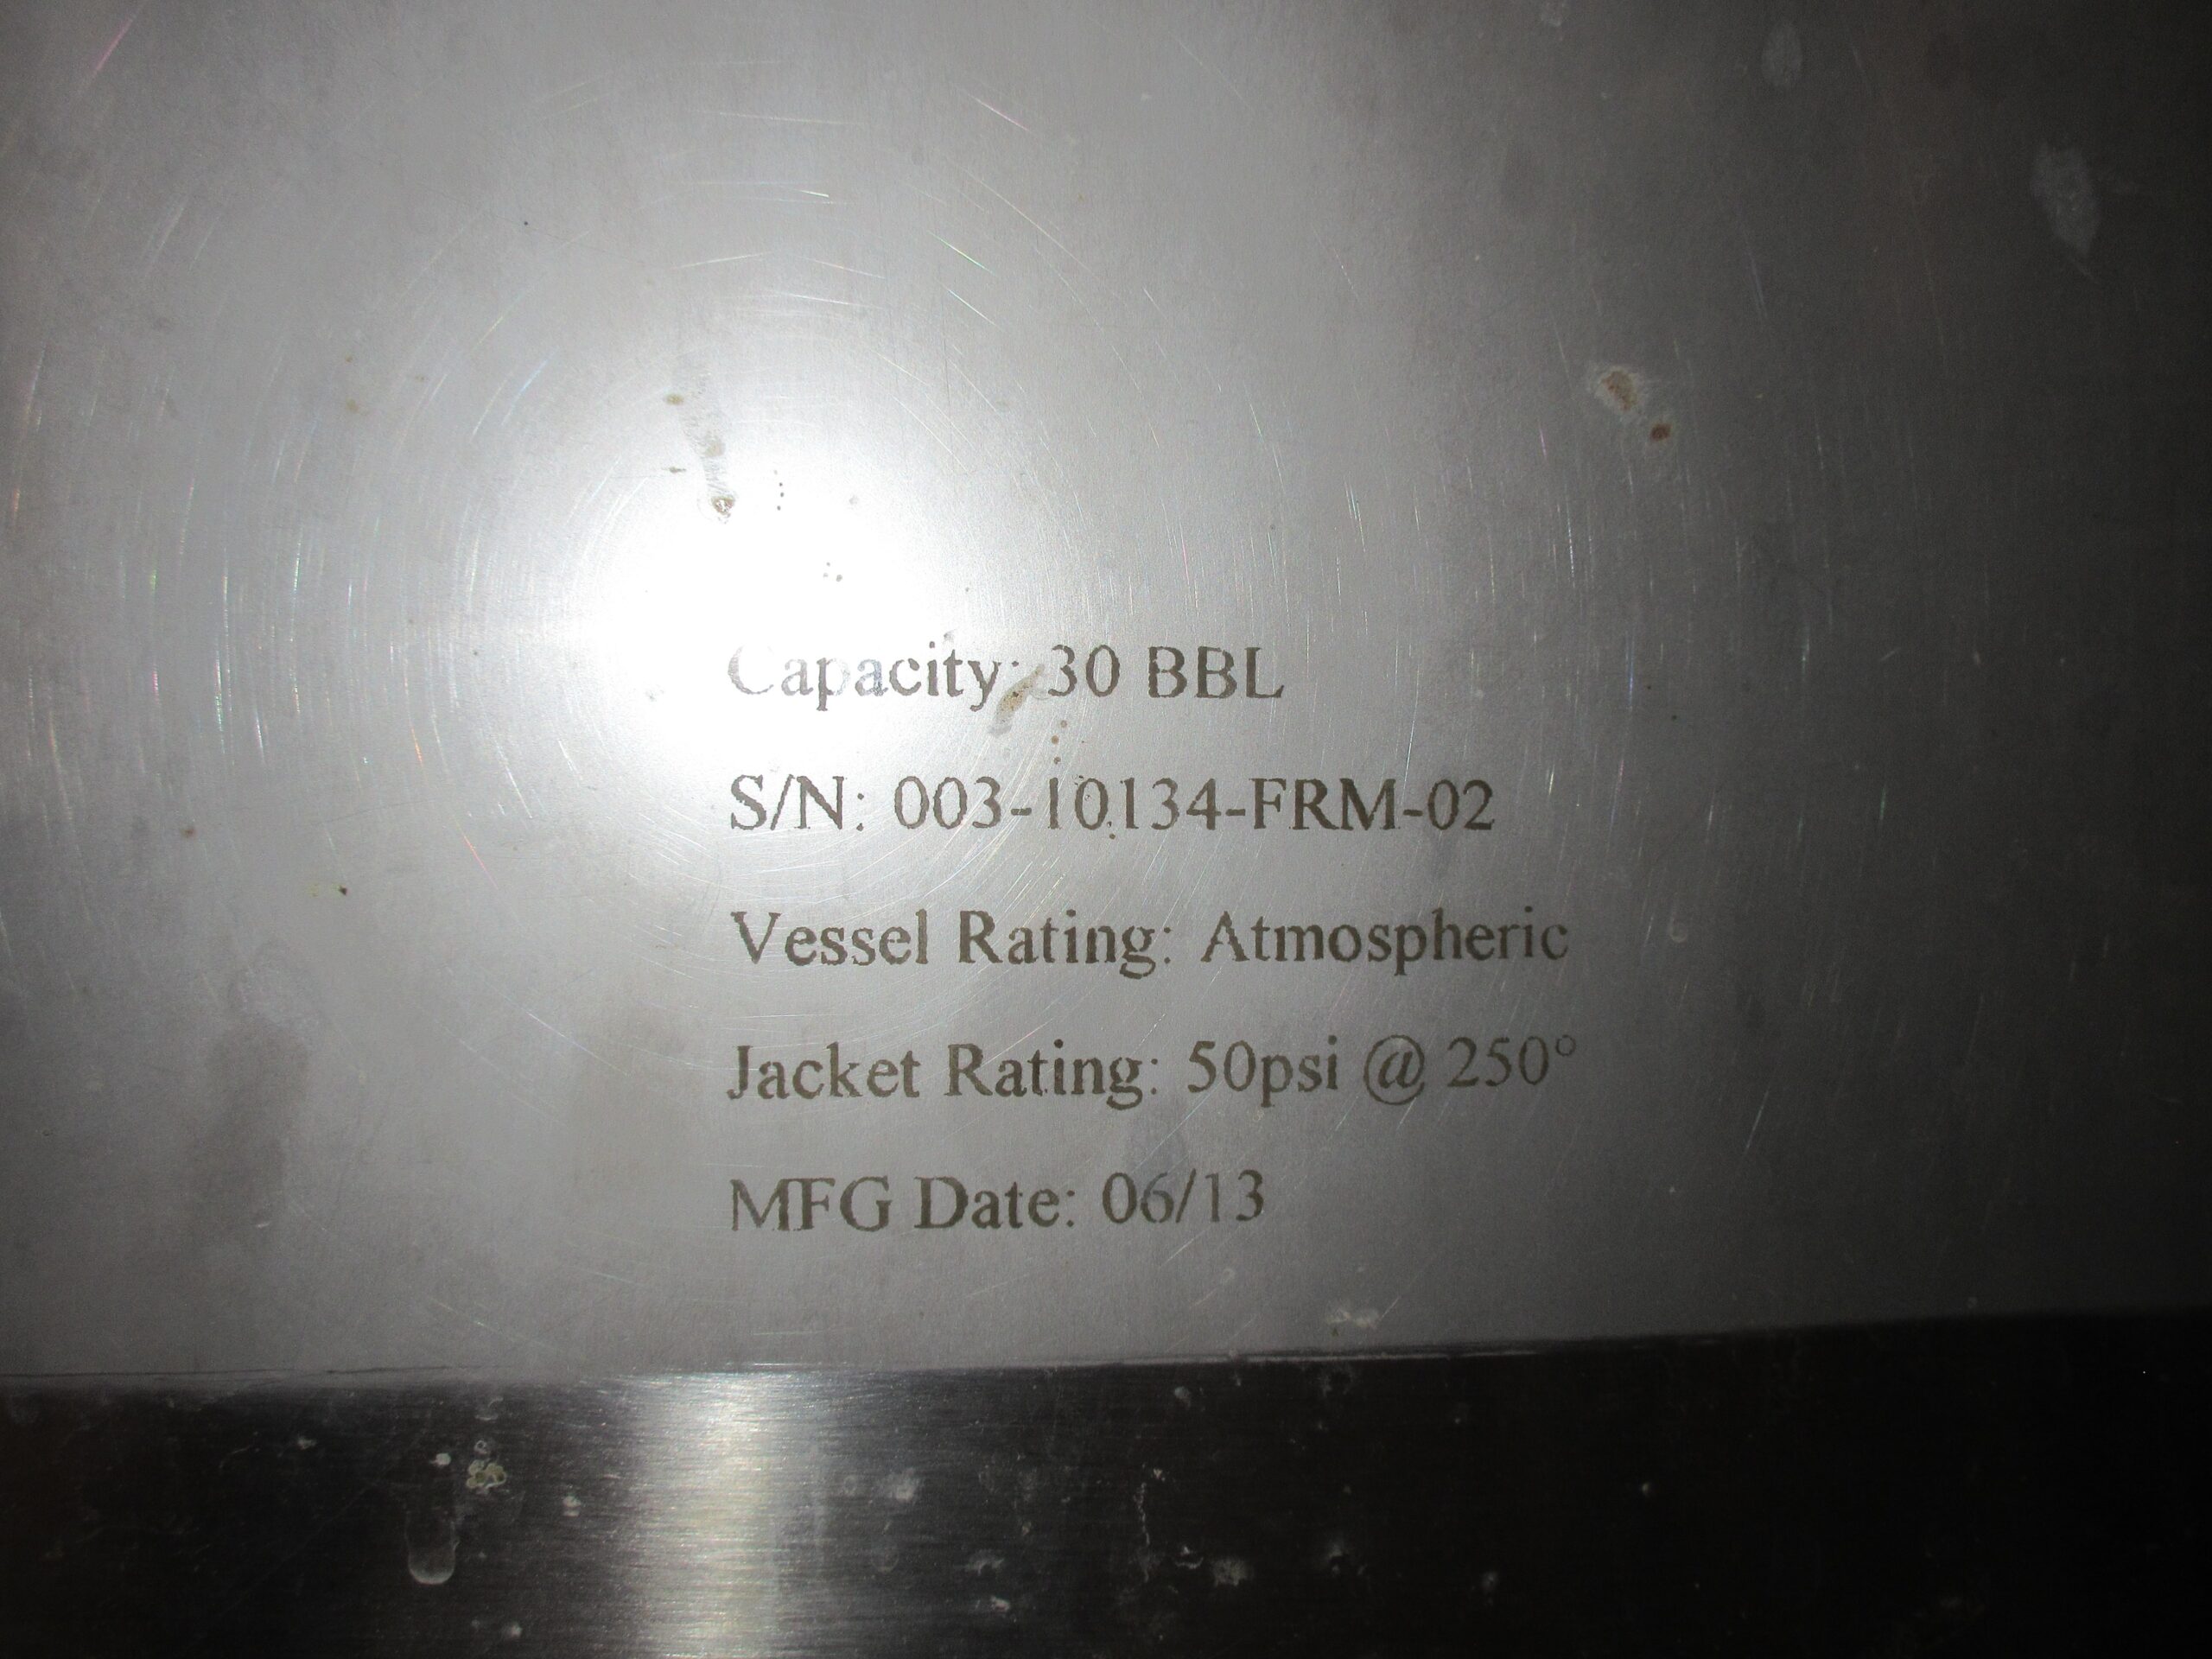 Capacity: 30 BBL
S/N: 003-10134-FRM-02
Vessel Rating: Atmospheric
Jacket Rating: 50psi @ 250°
MFG Date: 06/13